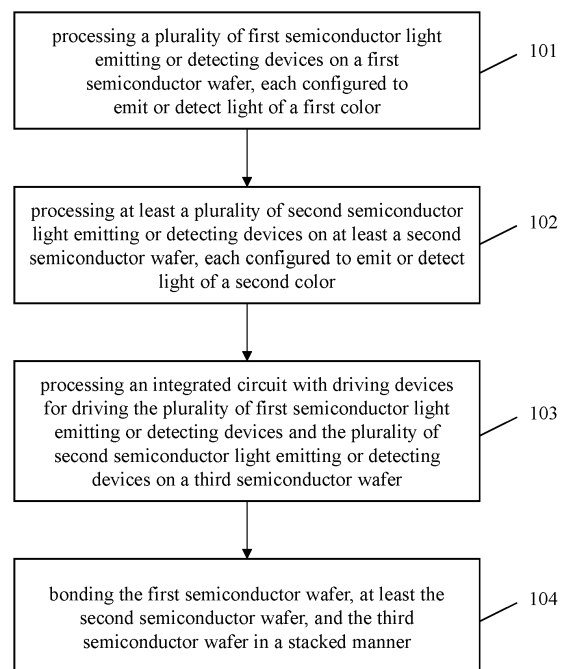 processing a plurality of first semiconductor light
emitting or detecting devices on a first
semiconductor wafer, each configured to
emit or detect light of a first color
101
processing at least a plurality of second semiconductor
light emitting or detecting devices on at least a second
semiconductor wafer, each configured to emit or detect
light of a second color
102
processing an integrated circuit with driving devices
for driving the plurality of first semiconductor light
emitting or detecting devices and the plurality of
second semiconductor light emitting or detecting
devices on a third semiconductor wafer
103
bonding the first semiconductor wafer, at least the
second semiconductor wafer, and the third
semiconductor wafer in a stacked manner
104